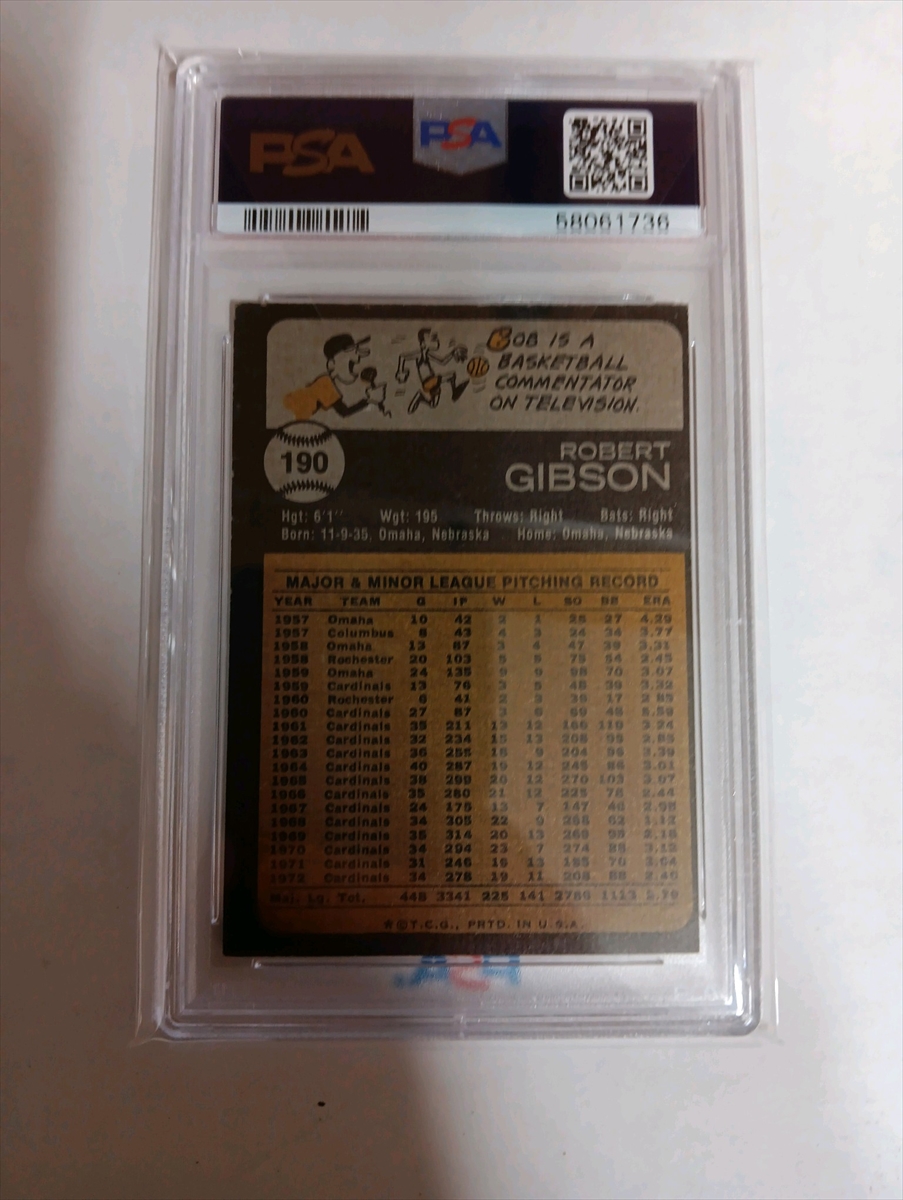 PSA PSA
58061736
BOB IS A
BASKETBALL
COMMENTATOR
ON TELEVISION.
190
ROBERT
GIBSON
Hgt: 6'1" Wgt: 195 Throws: Right Bats: Right
Born: 11-9-35, Omaha, Nebraska Home: Omaha, Nebraska
MAJOR & MINOR LEAGUE PITCHING RECORD
YEAR TEAM G IP W L SO BB ERA
1957 Omaha 10 42 2 1 25 27 4.29
1957 Columbus 8 43 4 3 24 34 3.77
1958 Omaha 13 87 3 4 47 39 3.31
1958 Rochester 20 103 5 5 75 54 2.45
1959 Omaha 24 135 9 9 98 70 3.07
1959 Cardinals 13 76 3 5 48 39 3.32
1960 Rochester 6 41 2 3 36 17 2.85
1960 Cardinals 27 87 3 6 69 48 5.59
1961 Cardinals 35 211 13 12 166 119 3.24
1962 Cardinals 32 234 15 13 208 95 2.85
1963 Cardinals 36 255 18 9 204 96 3.39
1964 Cardinals 40 287 19 12 245 86 3.01
1965 Cardinals 38 299 20 12 270 103 3.07
1966 Cardinals 35 280 21 12 225 78 2.44
1967 Cardinals 24 175 13 7 147 40 2.98
1968 Cardinals 34 305 22 9 268 62 1.12
1969 Cardinals 35 314 20 13 269 95 2.18
1970 Cardinals 34 294 23 7 274 88 3.12
1971 Cardinals 31 246 16 13 185 76 3.04
1972 Cardinals 34 278 19 11 208 88 2.46
Maj. Lg. Tot. 448 3341 225 141 2786 1113 2.79
★©T.C.G., PRTD. IN U.S.A.
PSA